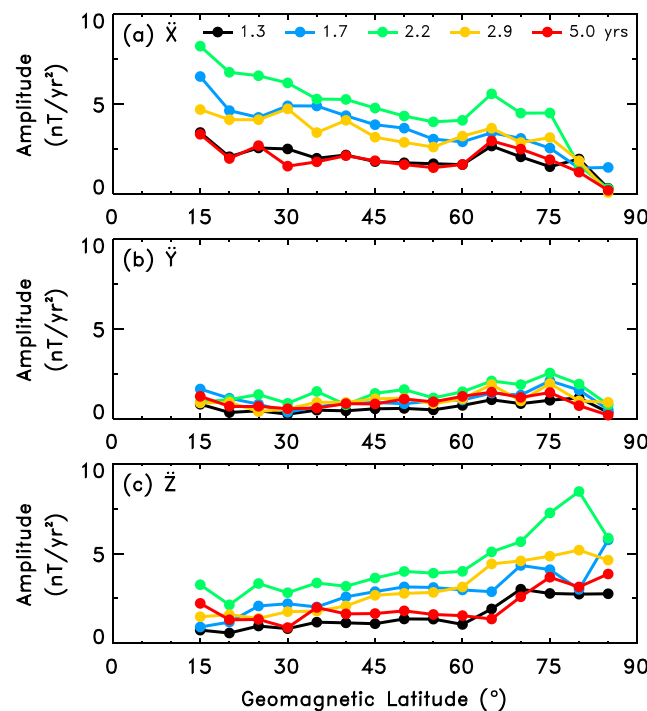 10
(a) Ẍ
1.3 1.7 2.2 2.9 5.0 yrs
5
0
Amplitude
(nT/yr²)
0 15 30 45 60 75 90
10
(b) Ÿ
5
0
Amplitude
(nT/yr²)
0 15 30 45 60 75 90
10
(c) Z̈
5
0
Amplitude
(nT/yr²)
0 15 30 45 60 75 90
Geomagnetic Latitude (°)